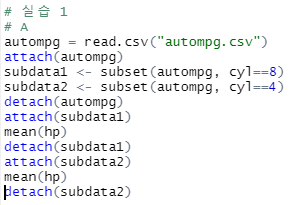 # 실습 1
# A
autompg = read.csv("autompg.csv")
attach(autompg)
subdata1 <- subset(autompg, cyl==8)
subdata2 <- subset(autompg, cyl==4)
detach(autompg)
attach(subdata1)
mean(hp)
detach(subdata1)
attach(subdata2)
mean(hp)
detach(subdata2)